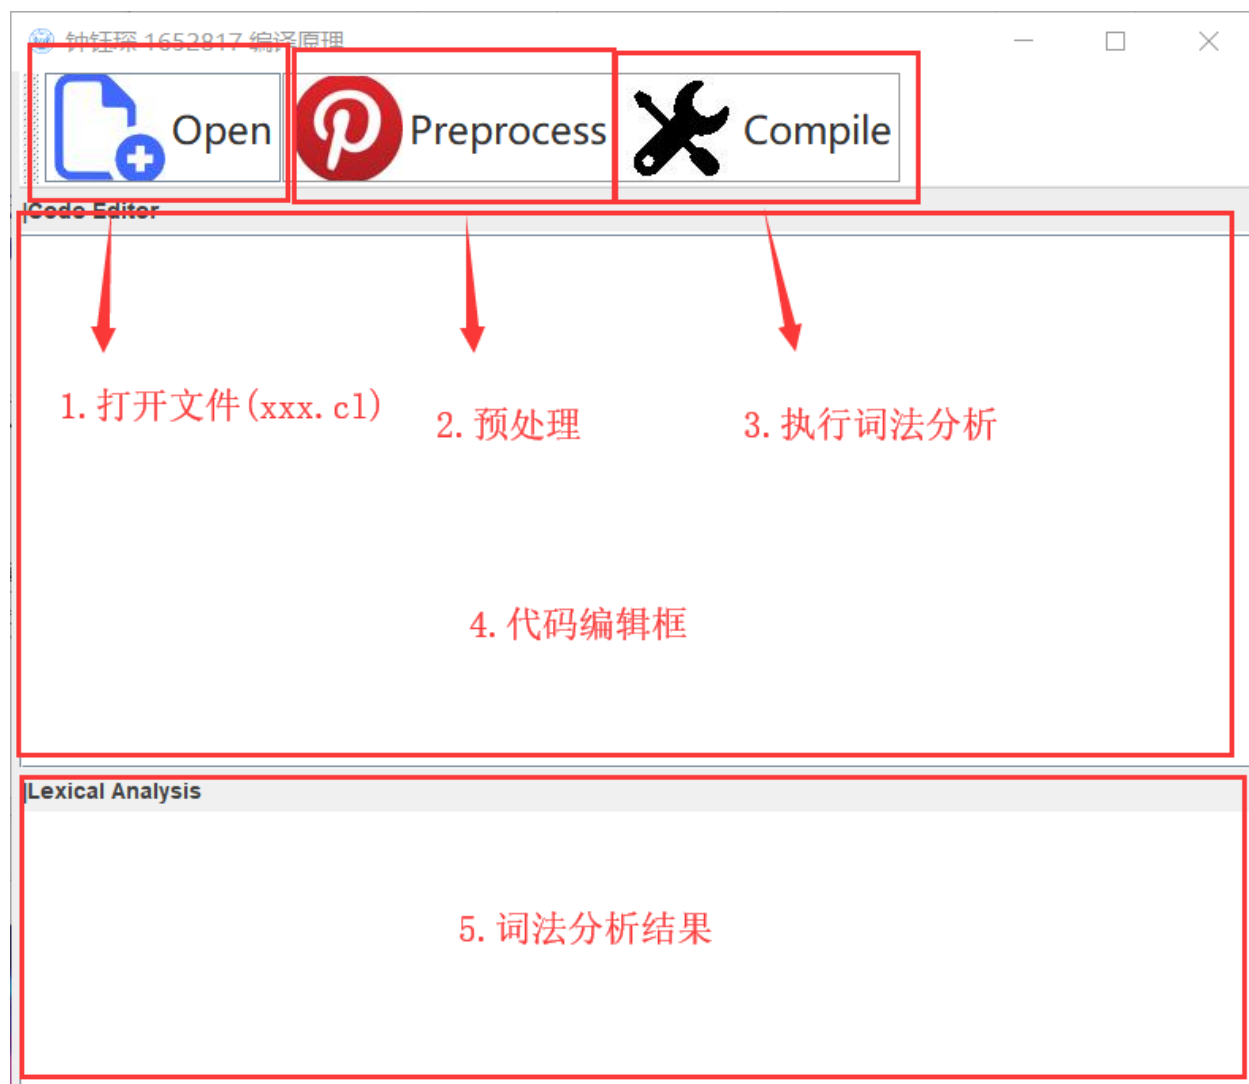 钟钰琛 1652817 编译原理
Open
Preprocess
Compile
|Code Editor
1.打开文件(xxx.cl)
2.预处理
3.执行词法分析
4.代码编辑框
|Lexical Analysis
5.词法分析结果